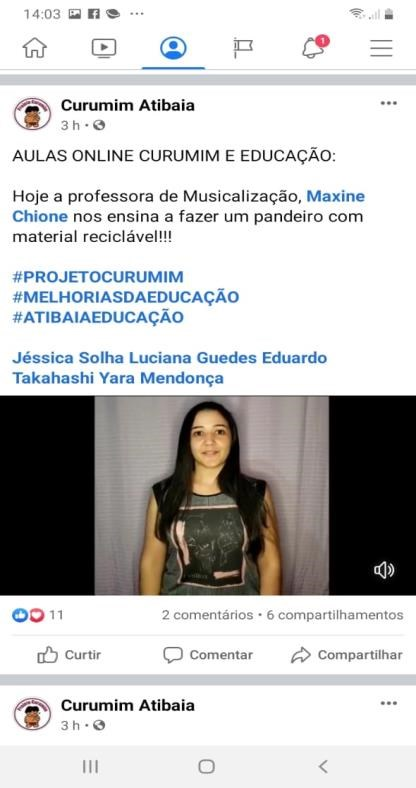 14:03
1
Curumim Atibaia
3 h
AULAS ONLINE CURUMIM E EDUCAÇÃO:
Hoje a professora de Musicalização, Maxine
Chione nos ensina a fazer um pandeiro com
material reciclável!!!
#PROJETOCURUMIM
#MELHORIASDAEDUCAÇÃO
#ATIBAIAEDUCAÇÃO
Jéssica Solha Luciana Guedes Eduardo
Takahashi Yara Mendonça
11
2 comentários • 6 compartilhamentos
Curtir
Comentar
Compartilhar
Curumim Atibaia
3 h